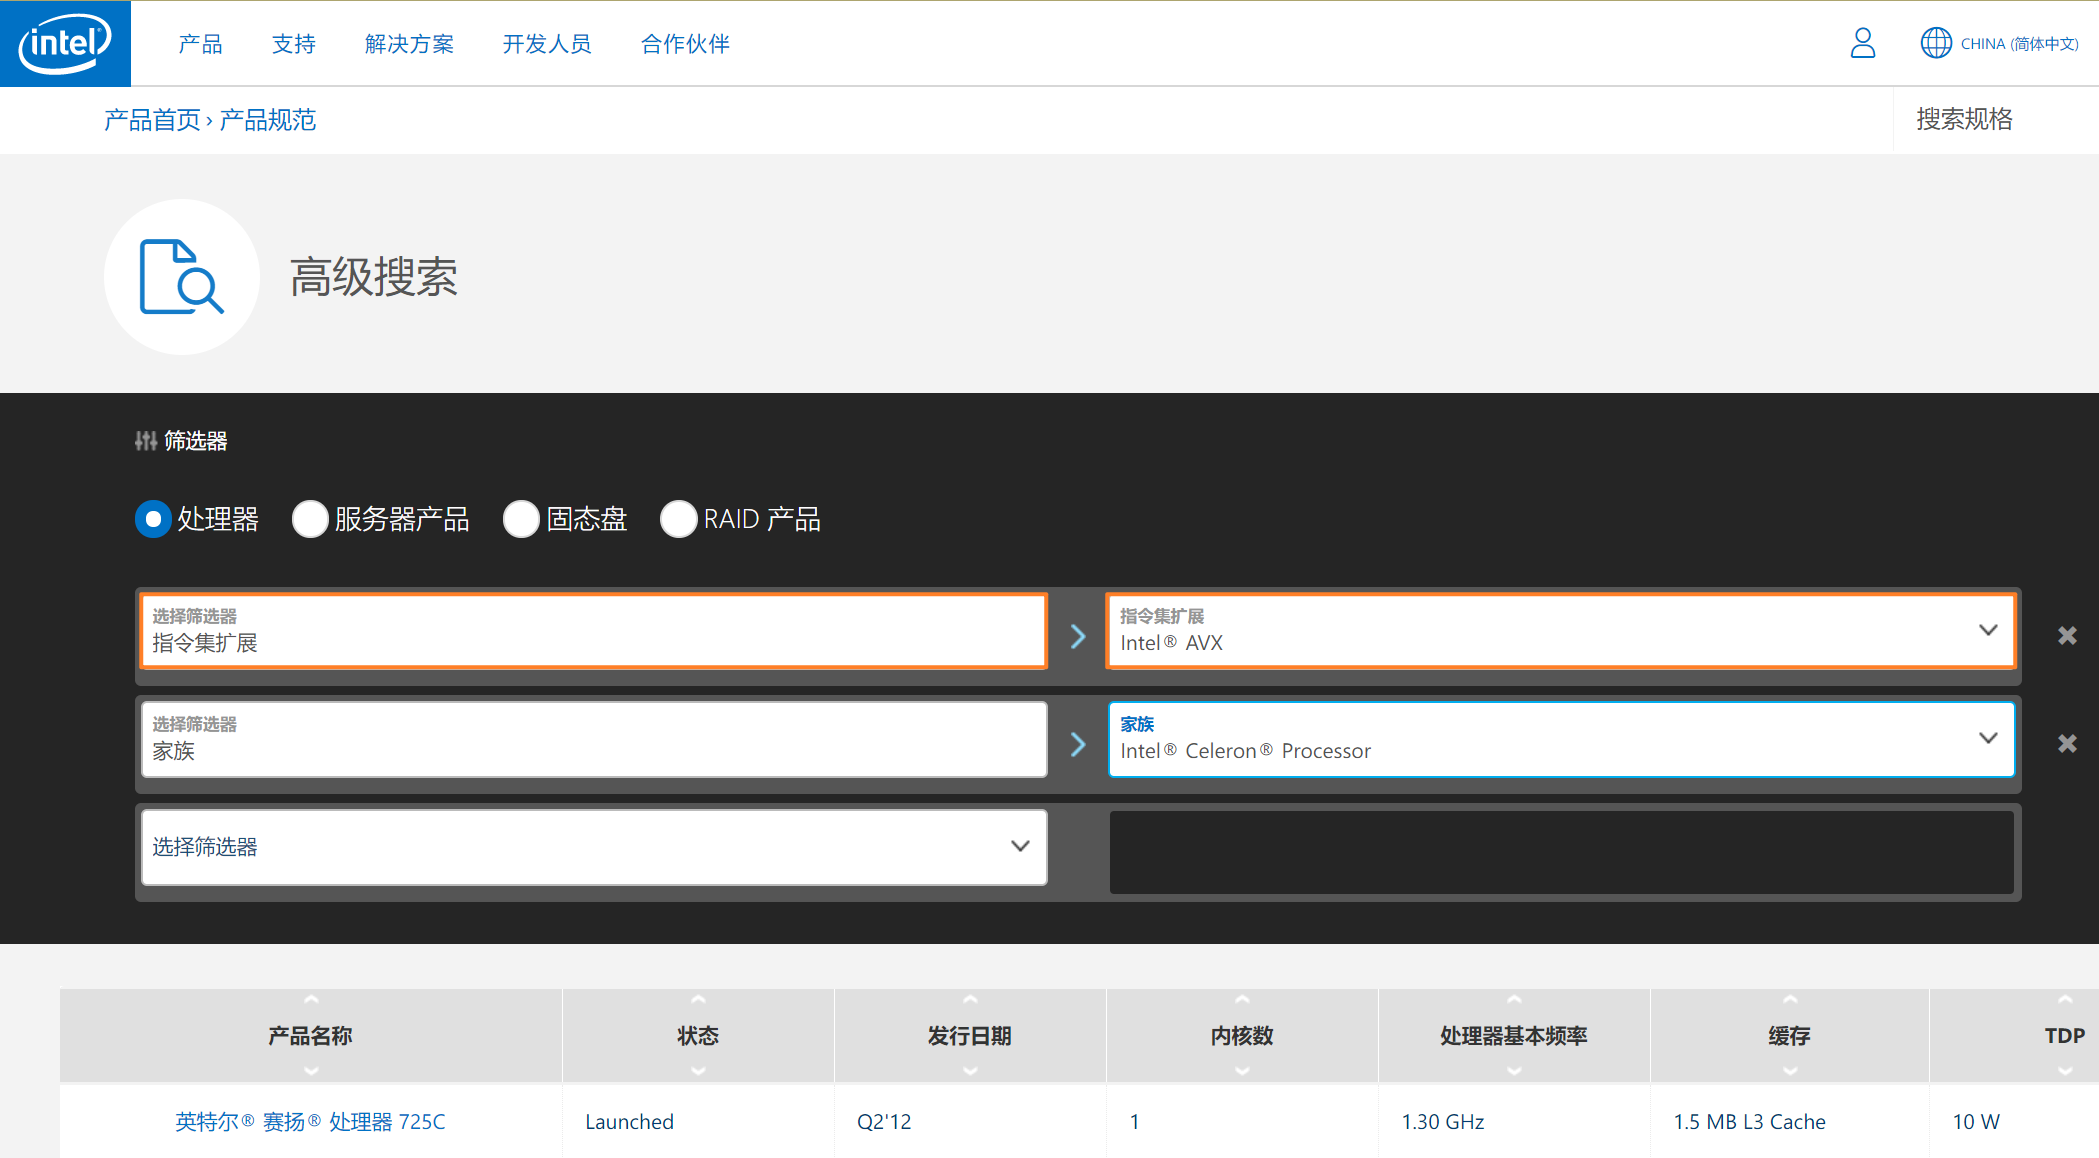 intel 产品 支持 解决方案 开发人员 合作伙伴 CHINA (简体中文)
产品首页 › 产品规范 搜索规格
高级搜索
筛选器
处理器 服务器产品 固态盘 RAID 产品
选择筛选器 指令集扩展
指令集扩展 Intel® AVX
选择筛选器 家族
家族 Intel® Celeron® Processor
选择筛选器
产品名称 状态 发行日期 内核数 处理器基本频率 缓存 TDP
英特尔® 赛扬® 处理器 725C Launched Q2'12 1 1.30 GHz 1.5 MB L3 Cache 10 W